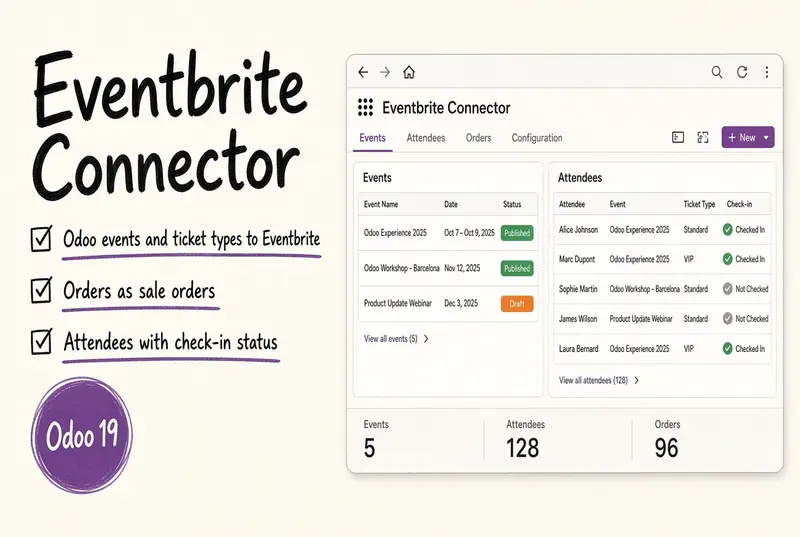 Eventbrite
Connector
Odoo events and ticket types to Eventbrite
Orders as sale orders
Attendees with check-in status
Odoo 19
Eventbrite Connector
Events Attendees Orders Configuration
+ New
Events
Event Name Date Status
Odoo Experience 2025 Oct 7 – Oct 9, 2025 Published
Odoo Workshop – Barcelona Nov 12, 2025 Published
Product Update Webinar Dec 3, 2025 Draft
View all events (5)
Attendees
Attendee Event Ticket Type Check-in
Alice Johnson Odoo Experience 2025 Standard Checked In
Marc Dupont Odoo Experience 2025 VIP Checked In
Sophie Martin Odoo Workshop – Barcelona Standard Not Checked
James Wilson Product Update Webinar Standard Not Checked
Laura Bernard Odoo Experience 2025 VIP Checked In
View all attendees (128)
Events Attendees Orders
5 128 96